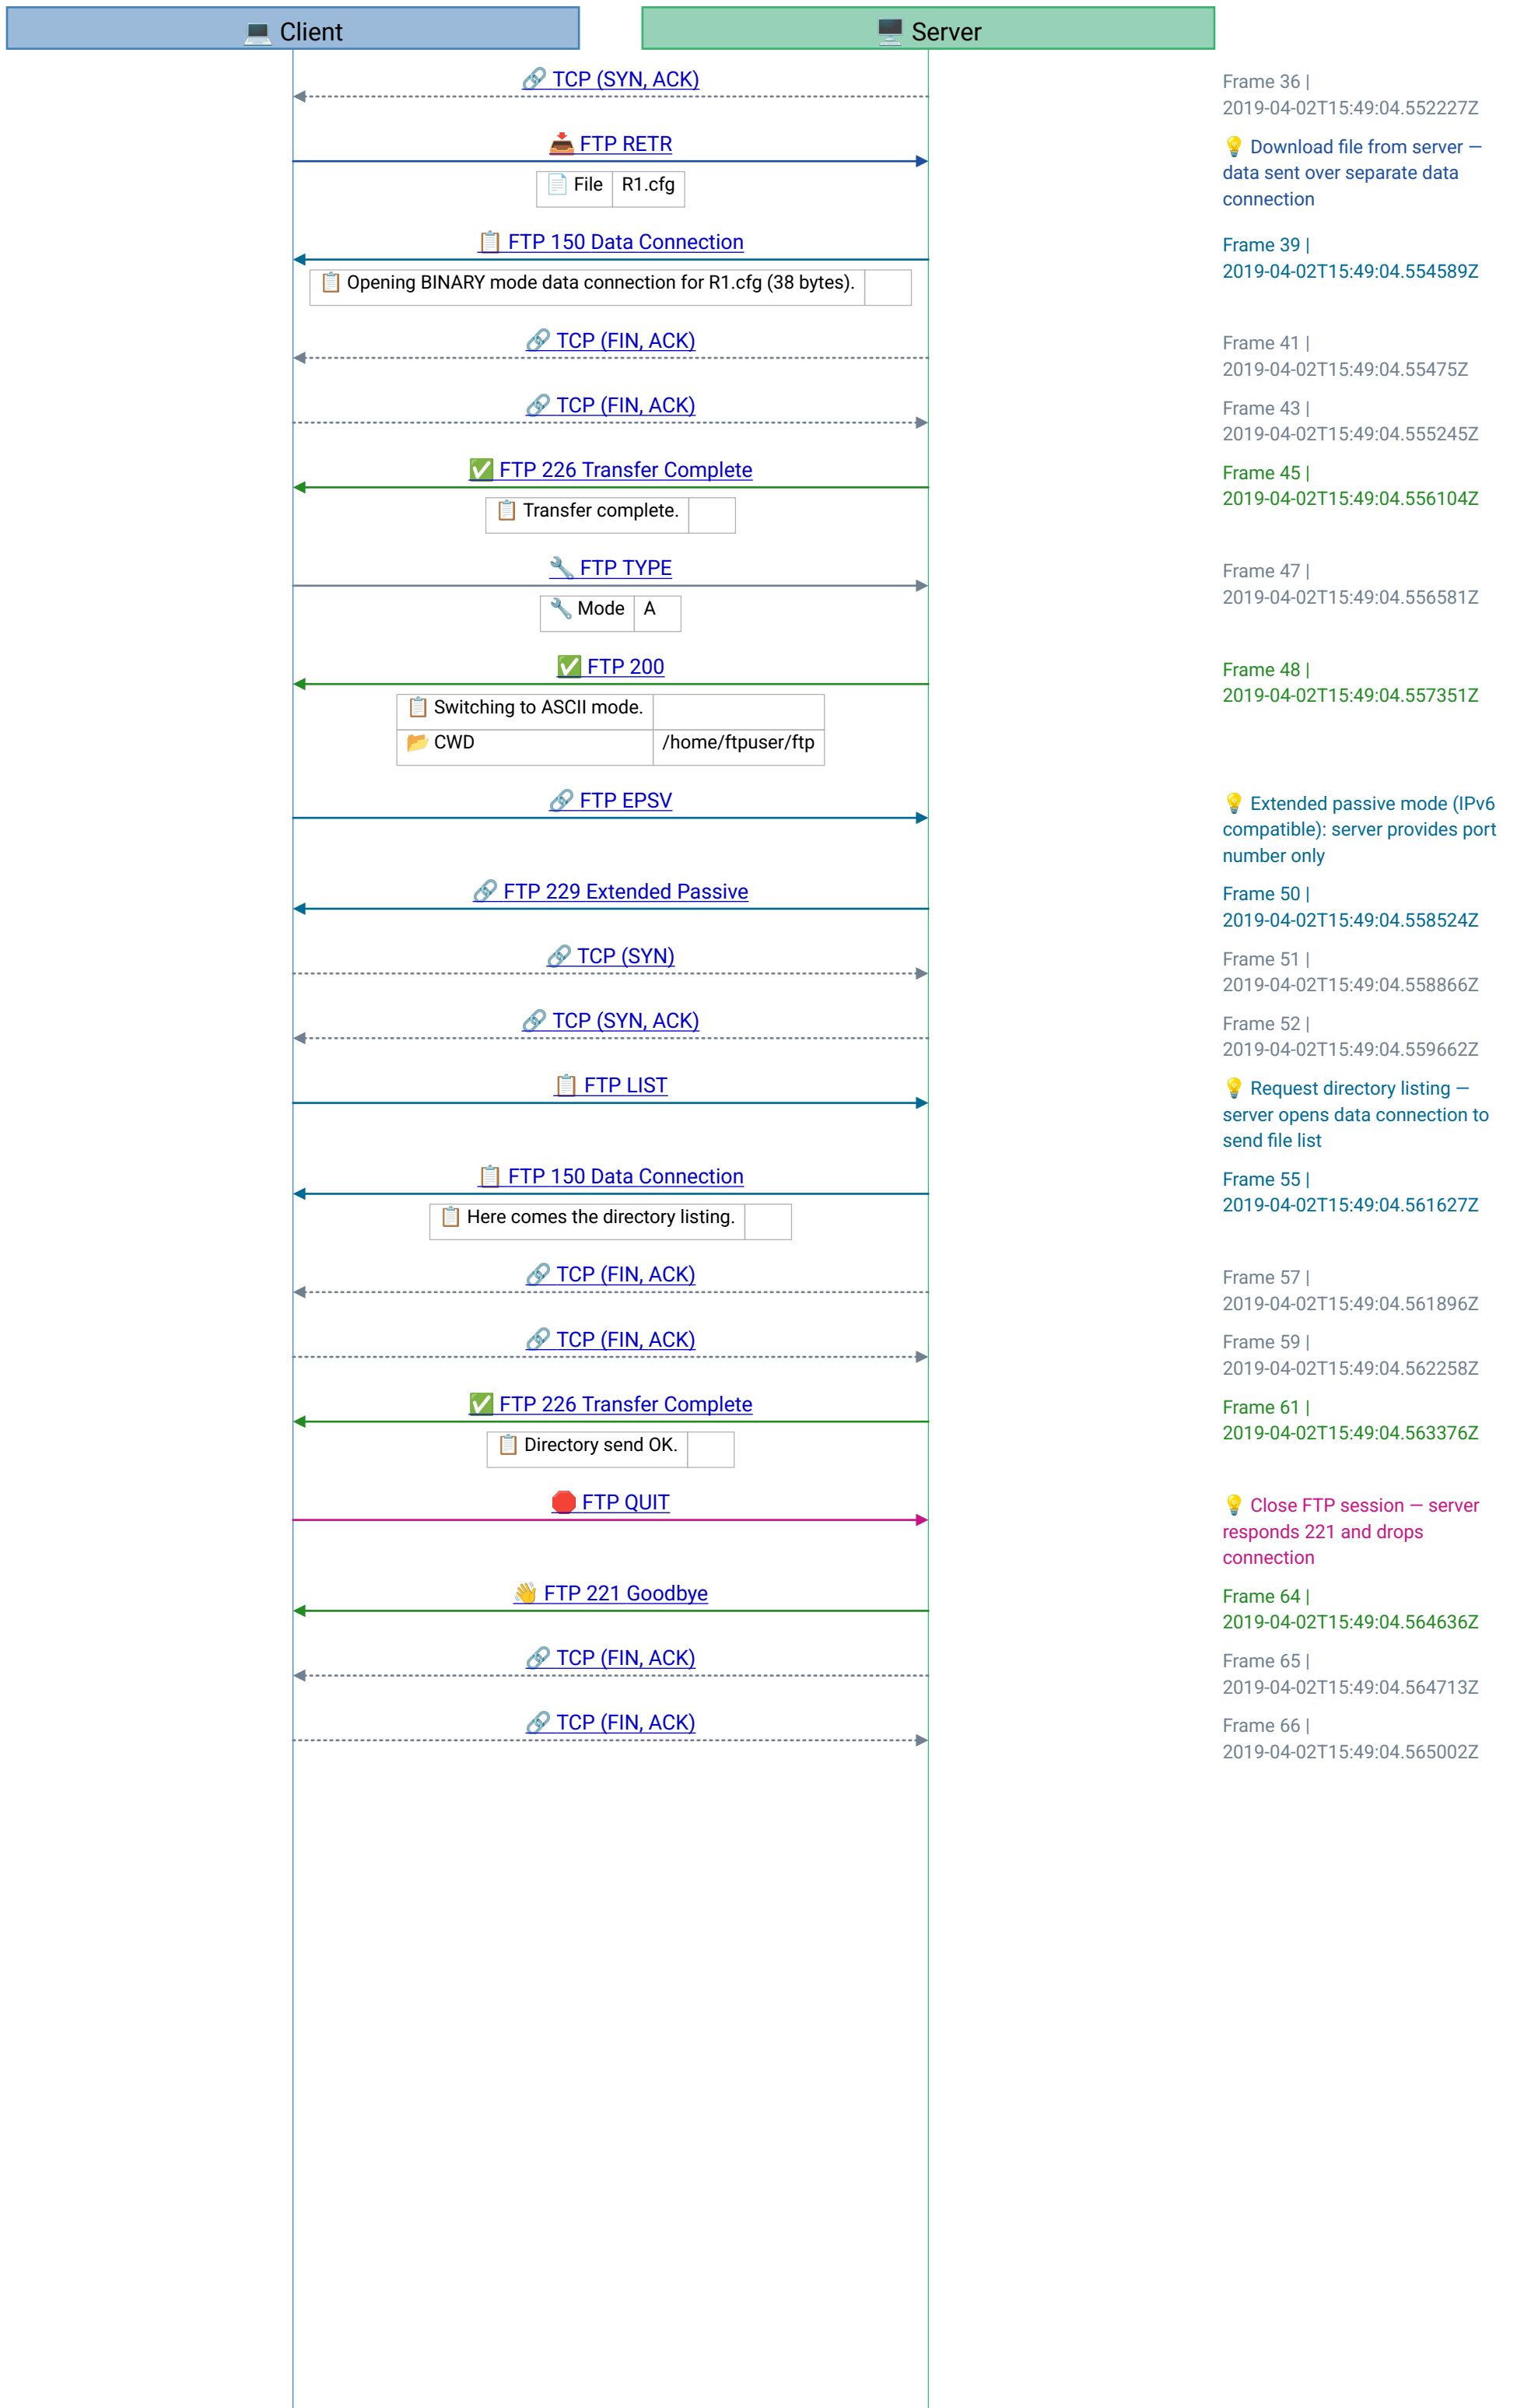 💻 Client
🖥️ Server
🔗 TCP (SYN, ACK)
Frame 36 |
2019-04-02T15:49:04.552227Z
📥 FTP RETR
💡 Download file from server —
data sent over separate data
connection
📄 File R1.cfg
📋 FTP 150 Data Connection
Frame 39 |
2019-04-02T15:49:04.554589Z
📋 Opening BINARY mode data connection for R1.cfg (38 bytes).
🔗 TCP (FIN, ACK)
Frame 41 |
2019-04-02T15:49:04.55475Z
🔗 TCP (FIN, ACK)
Frame 43 |
2019-04-02T15:49:04.555245Z
✅ FTP 226 Transfer Complete
Frame 45 |
2019-04-02T15:49:04.556104Z
📋 Transfer complete.
🔧 FTP TYPE
Frame 47 |
2019-04-02T15:49:04.556581Z
🔧 Mode A
✅ FTP 200
Frame 48 |
2019-04-02T15:49:04.557351Z
📋 Switching to ASCII mode.
📂 CWD /home/ftpuser/ftp
🔗 FTP EPSV
💡 Extended passive mode (IPv6
compatible): server provides port
number only
🔗 FTP 229 Extended Passive
Frame 50 |
2019-04-02T15:49:04.558524Z
🔗 TCP (SYN)
Frame 51 |
2019-04-02T15:49:04.558866Z
🔗 TCP (SYN, ACK)
Frame 52 |
2019-04-02T15:49:04.559662Z
📋 FTP LIST
💡 Request directory listing —
server opens data connection to
send file list
📋 FTP 150 Data Connection
Frame 55 |
2019-04-02T15:49:04.561627Z
📋 Here comes the directory listing.
🔗 TCP (FIN, ACK)
Frame 57 |
2019-04-02T15:49:04.561896Z
🔗 TCP (FIN, ACK)
Frame 59 |
2019-04-02T15:49:04.562258Z
✅ FTP 226 Transfer Complete
Frame 61 |
2019-04-02T15:49:04.563376Z
📋 Directory send OK.
🛑 FTP QUIT
💡 Close FTP session — server
responds 221 and drops
connection
👋 FTP 221 Goodbye
Frame 64 |
2019-04-02T15:49:04.564636Z
🔗 TCP (FIN, ACK)
Frame 65 |
2019-04-02T15:49:04.564713Z
🔗 TCP (FIN, ACK)
Frame 66 |
2019-04-02T15:49:04.565002Z